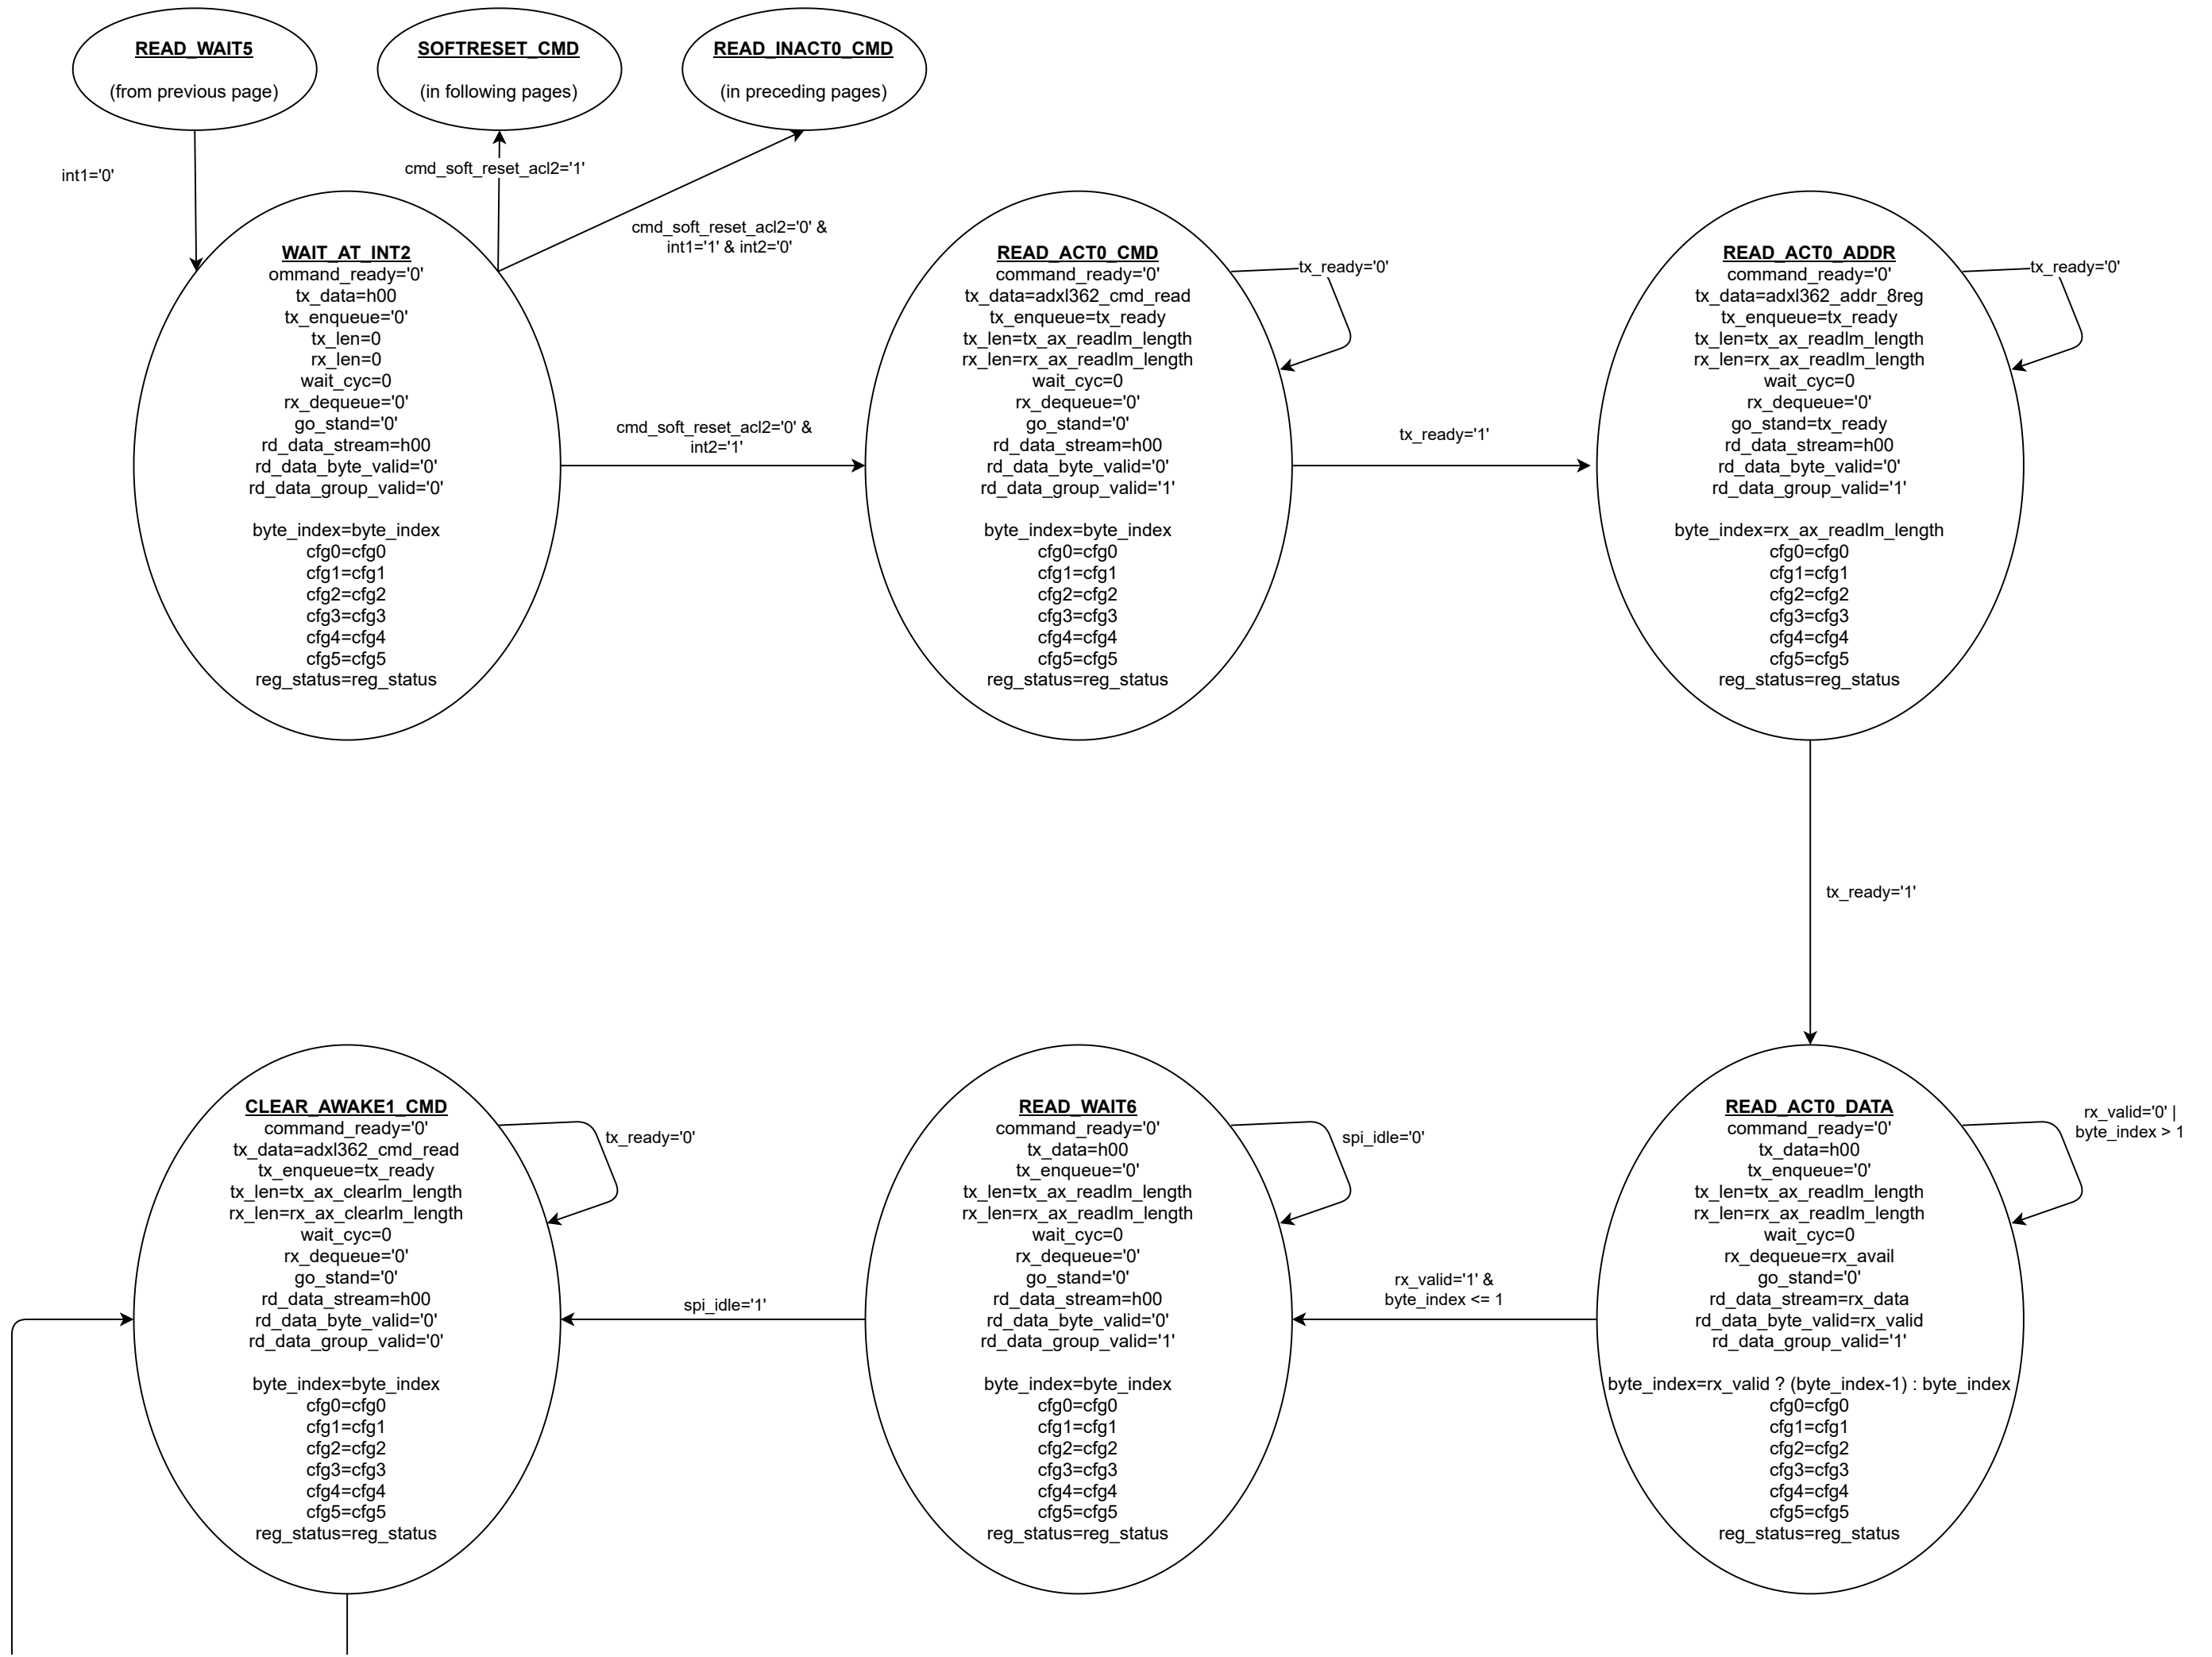 READ_WAIT5
(from previous page)
SOFTRESET_CMD
(in following pages)
READ_INACT0_CMD
(in preceding pages)
int1='0'
cmd_soft_reset_acl2='1'
cmd_soft_reset_acl2='0' &
int1='1' & int2='0'
WAIT_AT_INT2
ommand_ready='0'
tx_data=h00
tx_enqueue='0'
tx_len=0
rx_len=0
wait_cyc=0
rx_dequeue='0'
go_stand='0'
rd_data_stream=h00
rd_data_byte_valid='0'
rd_data_group_valid='0'
byte_index=byte_index
cfg0=cfg0
cfg1=cfg1
cfg2=cfg2
cfg3=cfg3
cfg4=cfg4
cfg5=cfg5
reg_status=reg_status
cmd_soft_reset_acl2='0' &
int2='1'
READ_ACT0_CMD
command_ready='0'
tx_data=adxl362_cmd_read
tx_enqueue=tx_ready
tx_len=tx_ax_readlm_length
rx_len=rx_ax_readlm_length
wait_cyc=0
rx_dequeue='0'
go_stand='0'
rd_data_stream=h00
rd_data_byte_valid='0'
rd_data_group_valid='1'
byte_index=byte_index
cfg0=cfg0
cfg1=cfg1
cfg2=cfg2
cfg3=cfg3
cfg4=cfg4
cfg5=cfg5
reg_status=reg_status
tx_ready='0'
tx_ready='1'
READ_ACT0_ADDR
command_ready='0'
tx_data=adxl362_addr_8reg
tx_enqueue=tx_ready
tx_len=tx_ax_readlm_length
rx_len=rx_ax_readlm_length
wait_cyc=0
rx_dequeue='0'
go_stand=tx_ready
rd_data_stream=h00
rd_data_byte_valid='0'
rd_data_group_valid='1'
byte_index=rx_ax_readlm_length
cfg0=cfg0
cfg1=cfg1
cfg2=cfg2
cfg3=cfg3
cfg4=cfg4
cfg5=cfg5
reg_status=reg_status
tx_ready='0'
tx_ready='1'
CLEAR_AWAKE1_CMD
command_ready='0'
tx_data=adxl362_cmd_read
tx_enqueue=tx_ready
tx_len=tx_ax_clearlm_length
rx_len=rx_ax_clearlm_length
wait_cyc=0
rx_dequeue='0'
go_stand='0'
rd_data_stream=h00
rd_data_byte_valid='0'
rd_data_group_valid='0'
byte_index=byte_index
cfg0=cfg0
cfg1=cfg1
cfg2=cfg2
cfg3=cfg3
cfg4=cfg4
cfg5=cfg5
reg_status=reg_status
tx_ready='0'
spi_idle='1'
READ_WAIT6
command_ready='0'
tx_data=h00
tx_enqueue='0'
tx_len=tx_ax_readlm_length
rx_len=rx_ax_readlm_length
wait_cyc=0
rx_dequeue='0'
go_stand='0'
rd_data_stream=h00
rd_data_byte_valid='0'
rd_data_group_valid='1'
byte_index=byte_index
cfg0=cfg0
cfg1=cfg1
cfg2=cfg2
cfg3=cfg3
cfg4=cfg4
cfg5=cfg5
reg_status=reg_status
spi_idle='0'
rx_valid='1' &
byte_index <= 1
READ_ACT0_DATA
command_ready='0'
tx_data=h00
tx_enqueue='0'
tx_len=tx_ax_readlm_length
rx_len=rx_ax_readlm_length
wait_cyc=0
rx_dequeue=rx_avail
go_stand='0'
rd_data_stream=rx_data
rd_data_byte_valid=rx_valid
rd_data_group_valid='1'
byte_index=rx_valid ? (byte_index-1) : byte_index
cfg0=cfg0
cfg1=cfg1
cfg2=cfg2
cfg3=cfg3
cfg4=cfg4
cfg5=cfg5
reg_status=reg_status
rx_valid='0' |
byte_index > 1